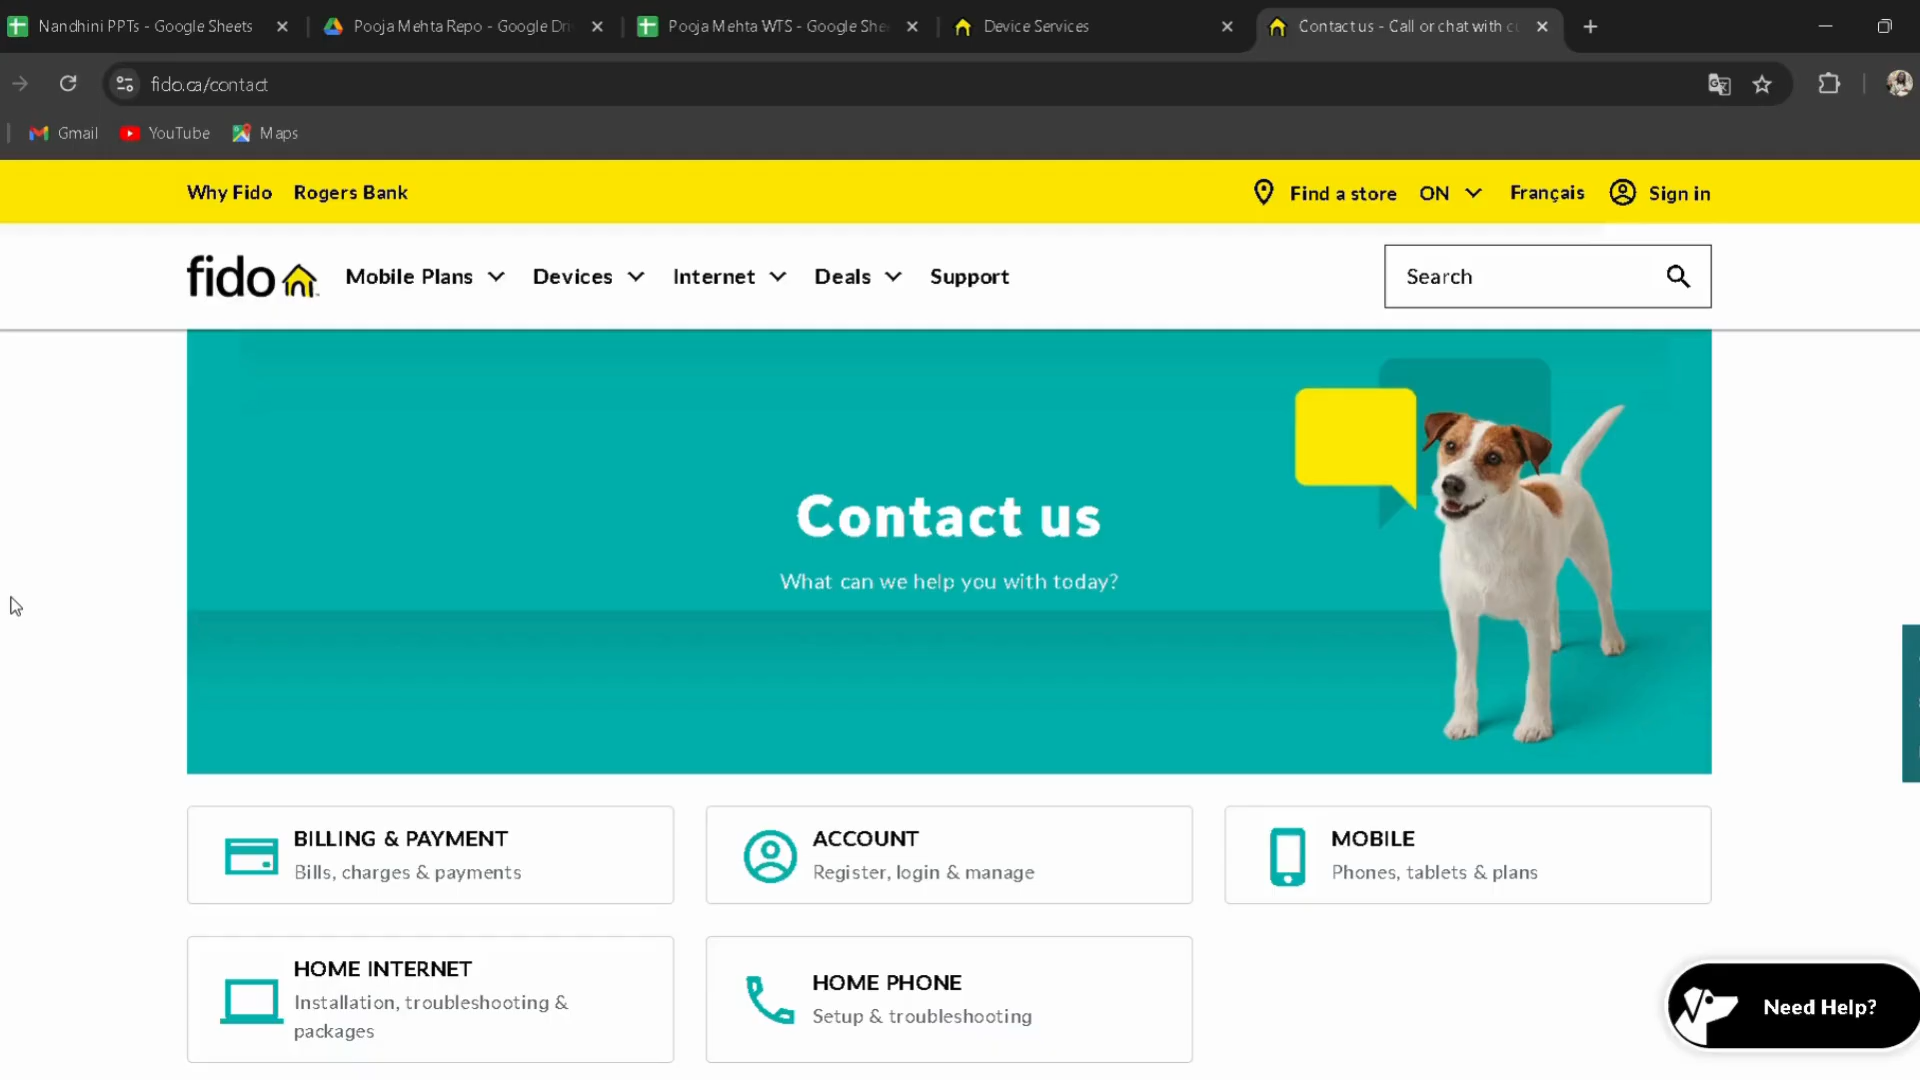 Nandhini PPTs - Google Sheets
Pooja Mehta Repo - Google Dri
Pooja Mehta WTS - Google She
Device Services
Contact us - Call or chat with cu
fido.ca/contact
Gmail
YouTube
Maps
Why Fido
Rogers Bank
Find a store
ON
Français
Sign in
fido
Mobile Plans
Devices
Internet
Deals
Support
Search
Contact us
What can we help you with today?
BILLING & PAYMENT
Bills, charges & payments
ACCOUNT
Register, login & manage
MOBILE
Phones, tablets & plans
HOME INTERNET
Installation, troubleshooting &
packages
HOME PHONE
Setup & troubleshooting
Need Help?